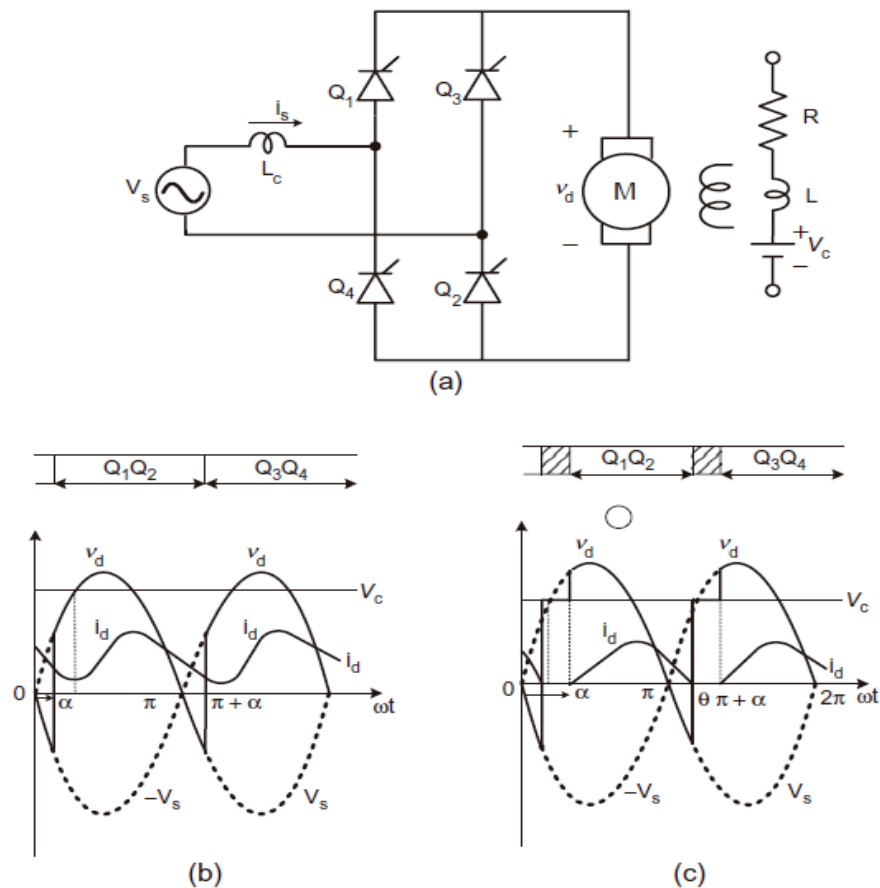 Q1 Q3
is
+
R
Lc
Vs
vd M
L
+
−
Vc
Q4 Q2
−
(a)
Q1Q2 Q3Q4
Q1Q2 Q3Q4
vd vd
vd vd
Vc
Vc
id id
id
id id
id
0 α π π + α ωt
0 α π θ π + α 2π ωt
−Vs Vs
−Vs Vs
(b)
(c)